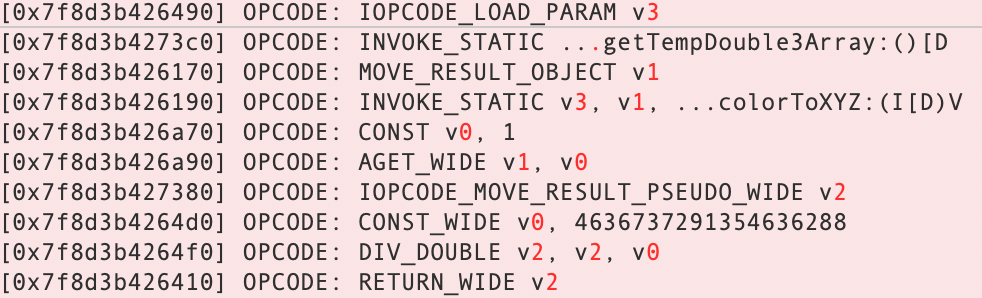 [0x7f8d3b426490] OPCODE: IOPCODE_LOAD_PARAM v3
[0x7f8d3b4273c0] OPCODE: INVOKE_STATIC ...getTempDouble3Array:()[D
[0x7f8d3b426170] OPCODE: MOVE_RESULT_OBJECT v1
[0x7f8d3b426190] OPCODE: INVOKE_STATIC v3, v1, ...colorToXYZ:(I[D)V
[0x7f8d3b426a70] OPCODE: CONST v0, 1
[0x7f8d3b426a90] OPCODE: AGET_WIDE v1, v0
[0x7f8d3b427380] OPCODE: IOPCODE_MOVE_RESULT_PSEUDO_WIDE v2
[0x7f8d3b4264d0] OPCODE: CONST_WIDE v0, 4636737291354636288
[0x7f8d3b4264f0] OPCODE: DIV_DOUBLE v2, v2, v0
[0x7f8d3b426410] OPCODE: RETURN_WIDE v2